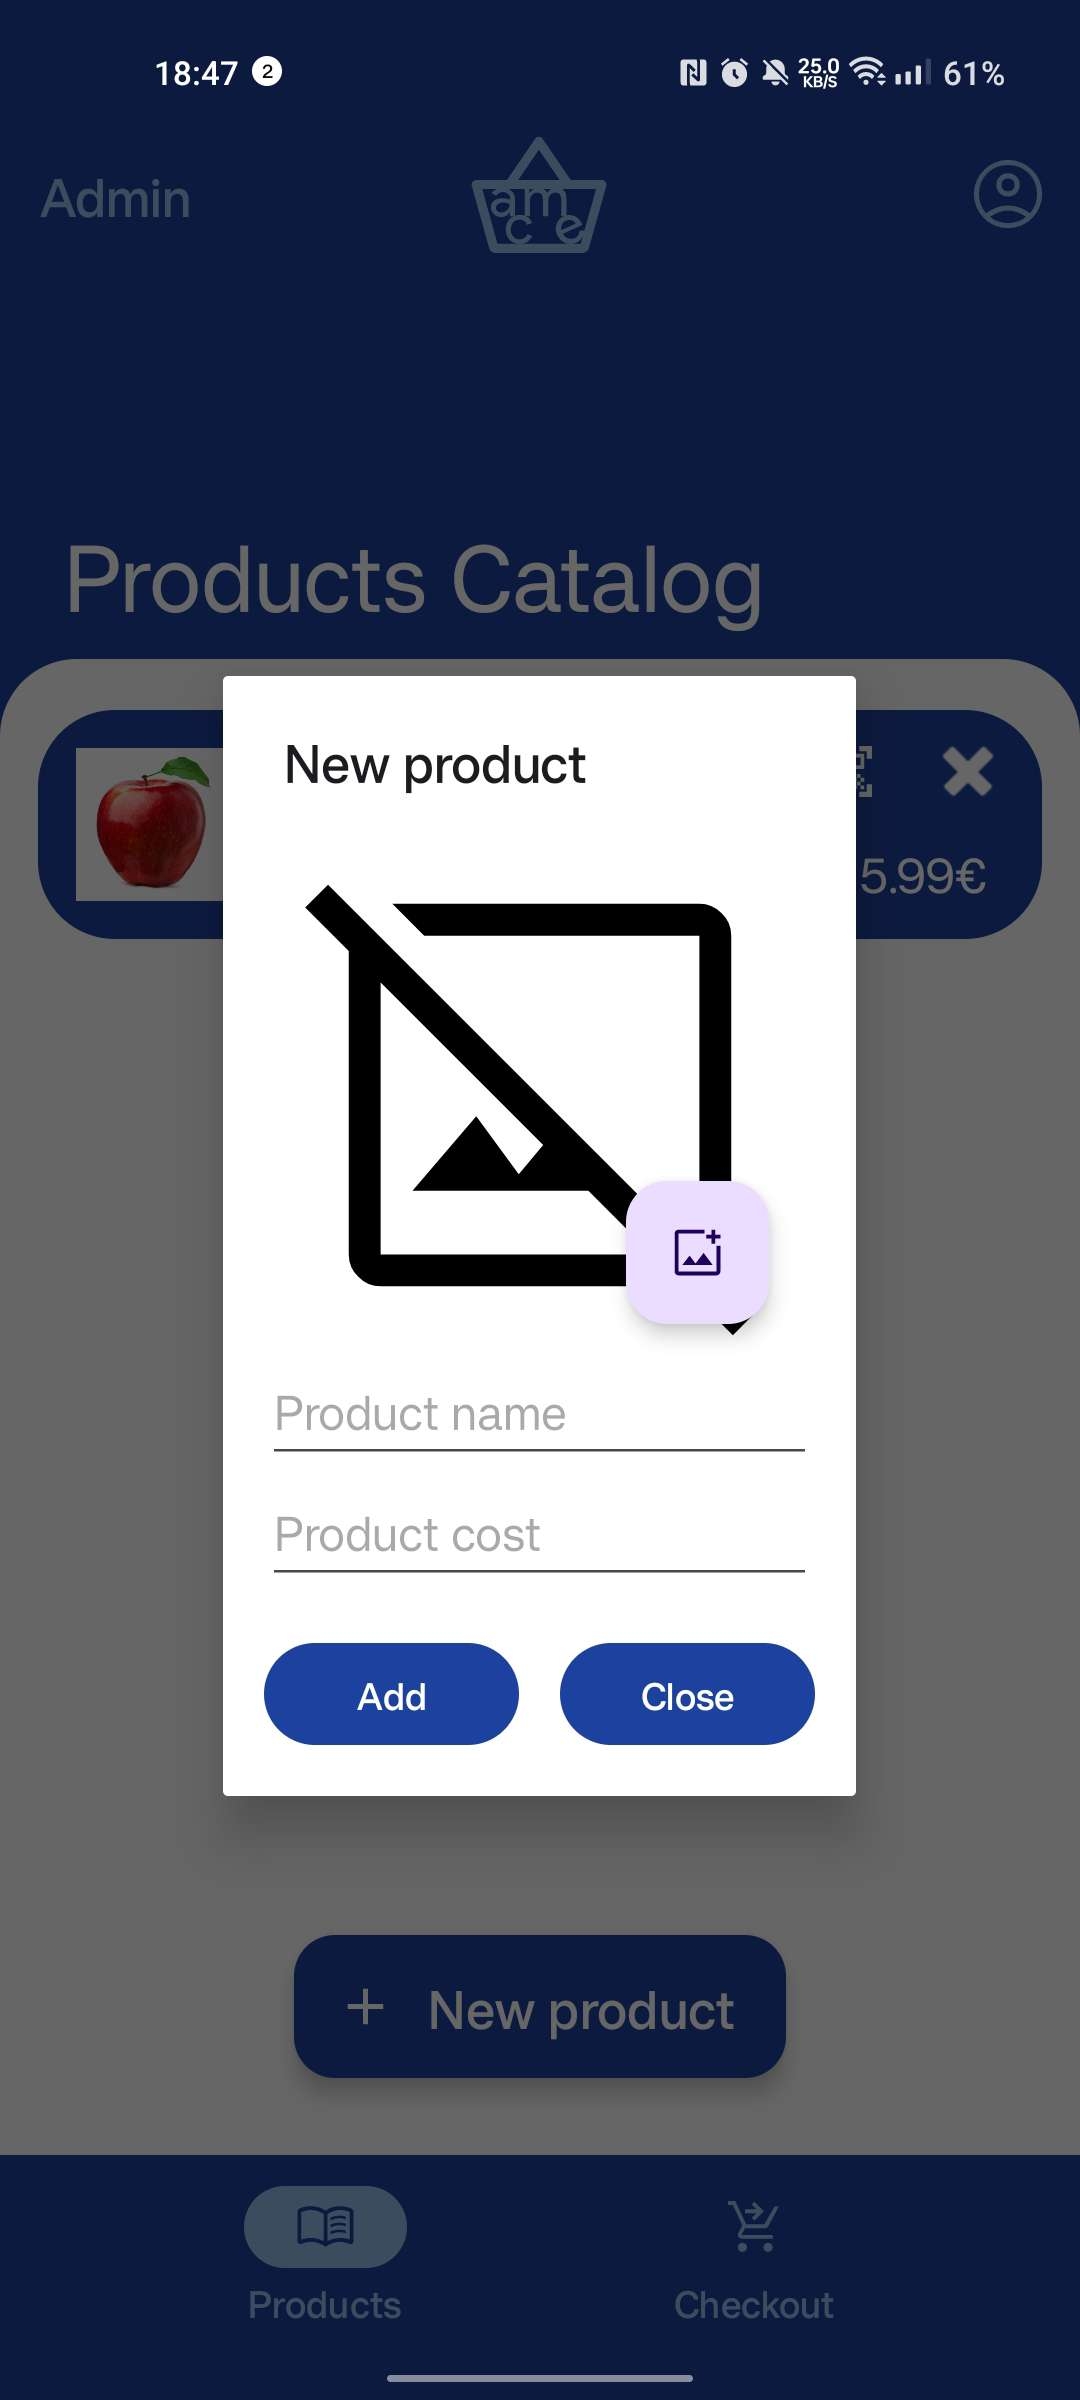 18:47 2 25.0 KB/S 61%
Admin
am
c e
Products Catalog
New product
5.99€
Product name
Product cost
Add Close
+ New product
Products Checkout